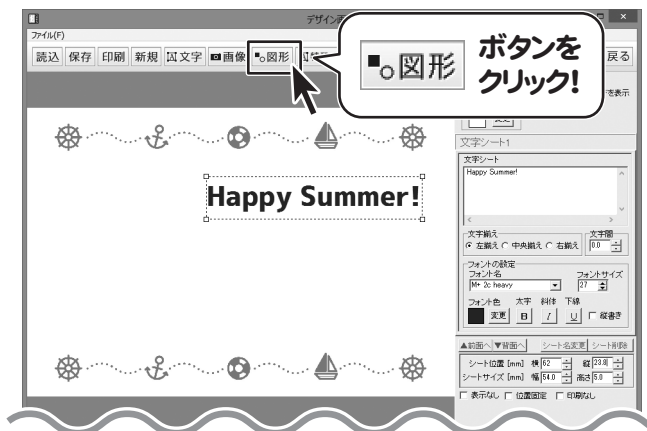 デザイン
ファイル(F)
読込 保存 印刷 新規 文字 画像 図形 戻る
図形 ボタンを
クリック!
を表示
変更
文字シート1
文字シート
Happy Summer!
Happy Summer!
文字揃え 文字間
左揃え 中央揃え 右揃え 0.0
フォントの設定
フォント名 フォントサイズ
M+ 2c heavy 27
フォント色 太字 斜体 下線
変更 B I U 縦書き
▲前面へ ▼背面へ シート名変更 シート削除
シート位置 [mm] 横 62 縦 23.8
シートサイズ [mm] 幅 54.0 高さ 5.0
表示なし 位置固定 印刷なし